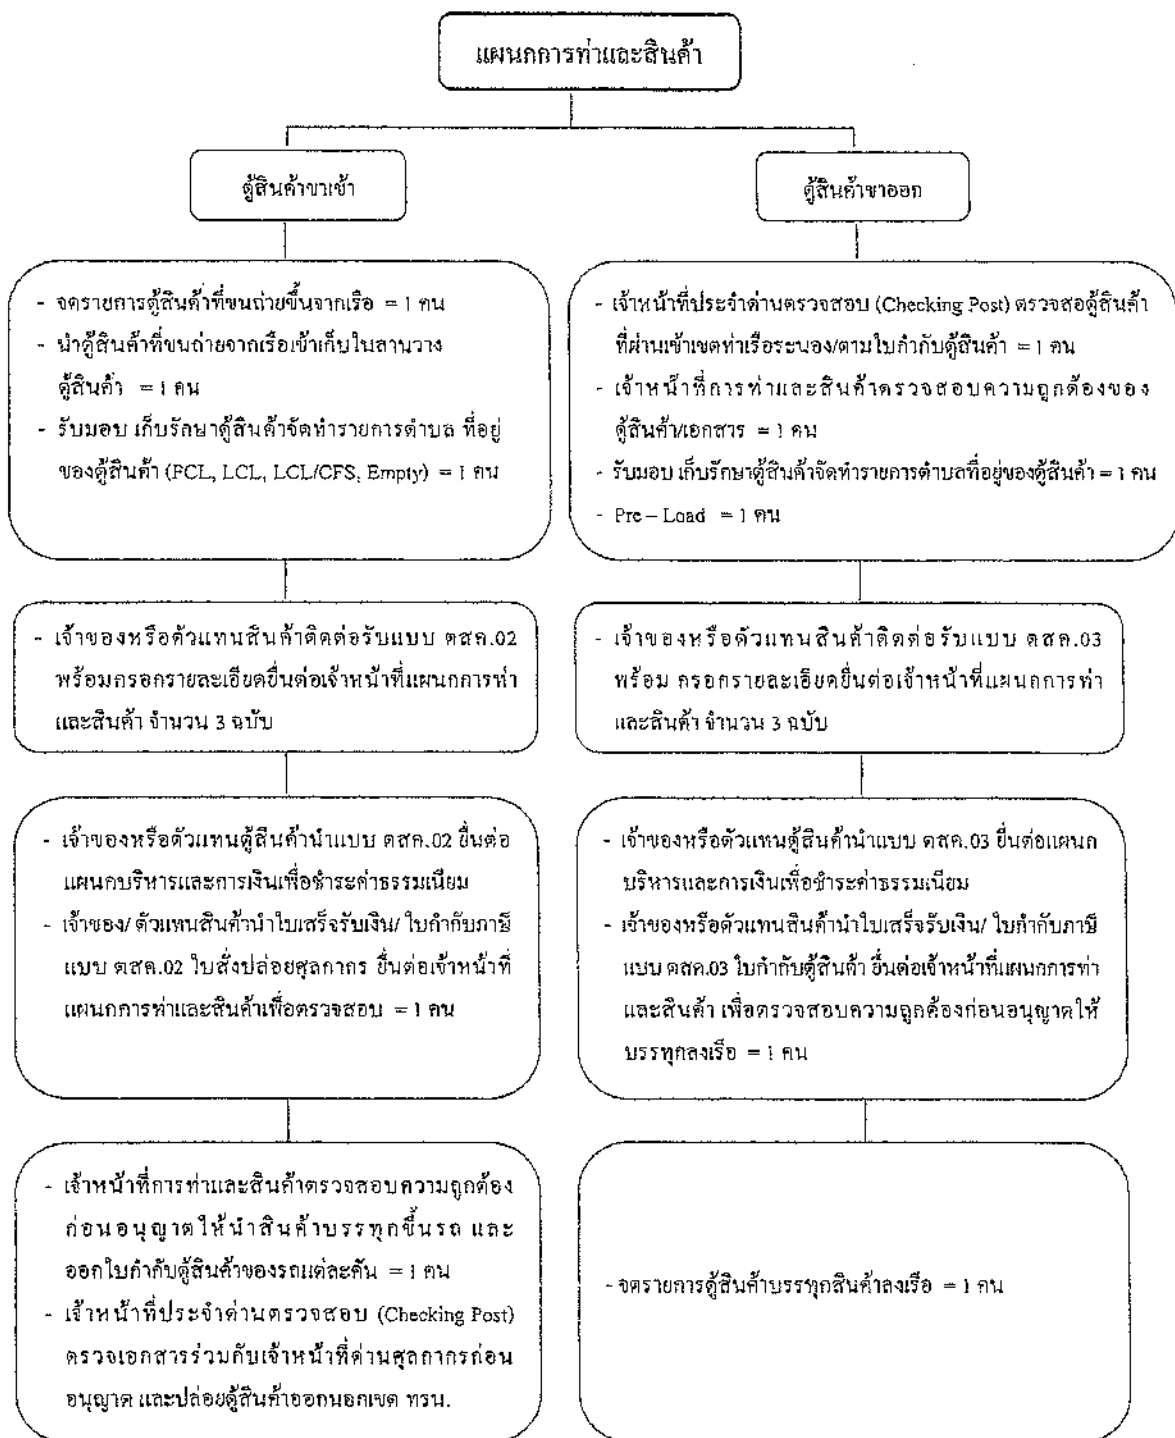 แผนกการท่าและสินค้า
ตู้สินค้าขาเข้า
- จดรายการตู้สินค้าที่ขนถ่ายขึ้นจากเรือ = 1 คน
- นำตู้สินค้าที่ขนถ่ายจากเรือเข้าเก็บในลานวาง
ตู้สินค้า = 1 คน
- รับมอบ เก็บรักษาตู้สินค้าจัดทำรายการตำบล ที่อยู่
ของตู้สินค้า (FCL, LCL, LCL/CFS, Empty) = 1 คน
- เจ้าของหรือตัวแทนสินค้าติดต่อรับแบบ ตสค.02
พร้อมกรอกรายละเอียดยื่นต่อเจ้าหน้าที่แผนกการท่า
และสินค้า จำนวน 3 ฉบับ
- เจ้าของหรือตัวแทนตู้สินค้านำแบบ ตสค.02 ยื่นต่อ
แผนกบริหารและการเงินเพื่อชำระค่าธรรมเนียม
- เจ้าของ/ ตัวแทนสินค้านำใบเสร็จรับเงิน/ ใบกำกับภาษี
แบบ ตสค.02 ใบสั่งปล่อยศุลกากร ยื่นต่อเจ้าหน้าที่
แผนกการท่าและสินค้าเพื่อตรวจสอบ = 1 คน
- เจ้าหน้าที่การท่าและสินค้าตรวจสอบความถูกต้อง
ก่อนอนุญาตให้นำสินค้าบรรทุกขึ้นรถ และ
ออกใบกำกับตู้สินค้าของรถแต่ละคัน = 1 คน
- เจ้าหน้าที่ประจำด่านตรวจสอบ (Checking Post)
ตรวจเอกสารร่วมกับเจ้าหน้าที่ด่านศุลกากรก่อน
อนุญาต และปล่อยตู้สินค้าออกนอกเขต ทรน.
ตู้สินค้าขาออก
- เจ้าหน้าที่ประจำด่านตรวจสอบ (Checking Post) ตรวจสอตู้สินค้า
ที่ผ่านเข้าเขตท่าเรือระนอง/ตามใบกำกับตู้สินค้า = 1 คน
- เจ้าหน้าที่การท่าและสินค้าตรวจสอบความถูกต้องของ
ตู้สินค้า/เอกสาร = 1 คน
- รับมอบ เก็บรักษาตู้สินค้าจัดทำรายการตำบลที่อยู่ของตู้สินค้า = 1 คน
- Pre – Load = 1 คน
- เจ้าของหรือตัวแทนสินค้าติดต่อรับแบบ ตสค.03
พร้อม กรอกรายละเอียดยื่นต่อเจ้าหน้าที่แผนกการท่า
และสินค้า จำนวน 3 ฉบับ
- เจ้าของหรือตัวแทนตู้สินค้านำแบบ ตสค.03 ยื่นต่อแผนก
บริหารและการเงินเพื่อชำระค่าธรรมเนียม
- เจ้าของหรือตัวแทนสินค้านำใบเสร็จรับเงิน/ ใบกำกับภาษี
แบบ ตสค.03 ใบกำกับตู้สินค้า ยื่นต่อเจ้าหน้าที่แผนกการท่า
และสินค้า เพื่อตรวจสอบความถูกต้องก่อนอนุญาตให้
บรรทุกลงเรือ = 1 คน
- จดรายการตู้สินค้าบรรทุกสินค้าลงเรือ = 1 คน